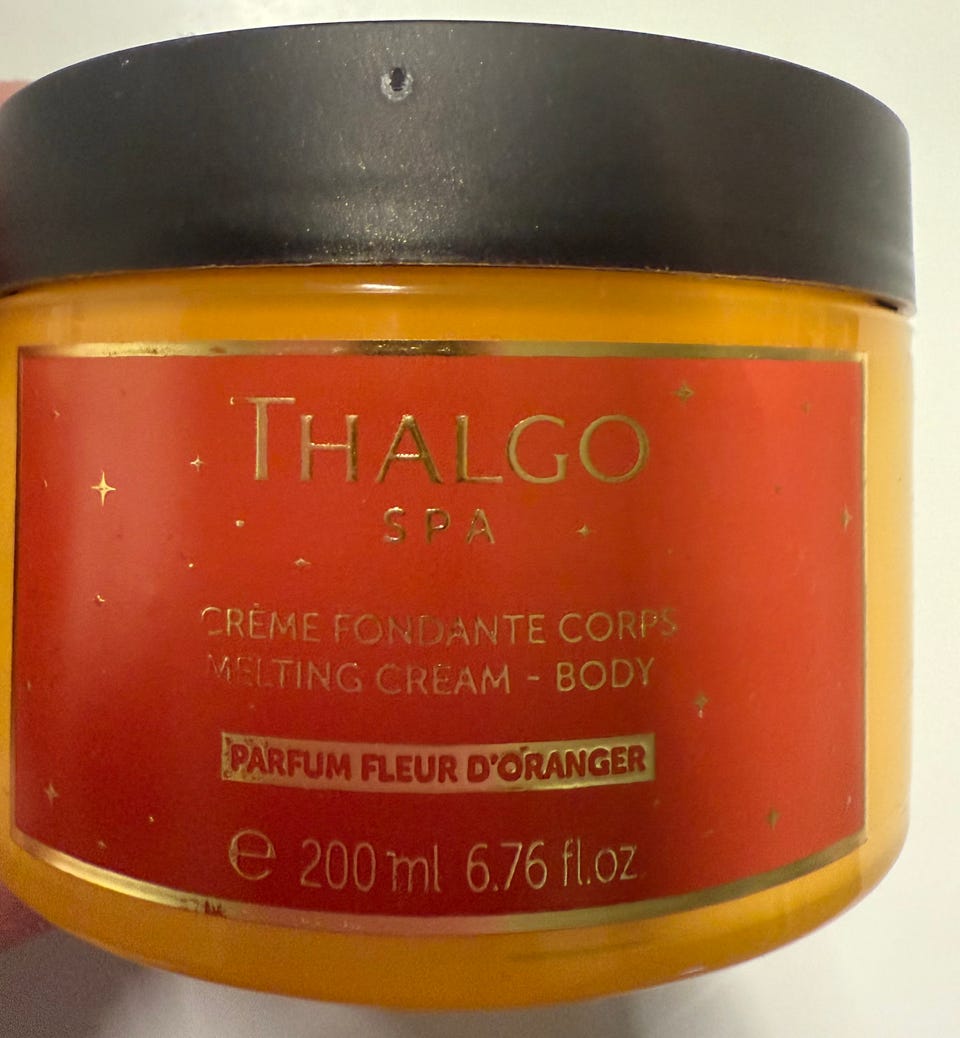 THALGO
SPA
CRÈME FONDANTE CORPS
MELTING CREAM - BODY
PARFUM FLEUR D'ORANGER
℮ 200 ml 6.76 fl.oz.